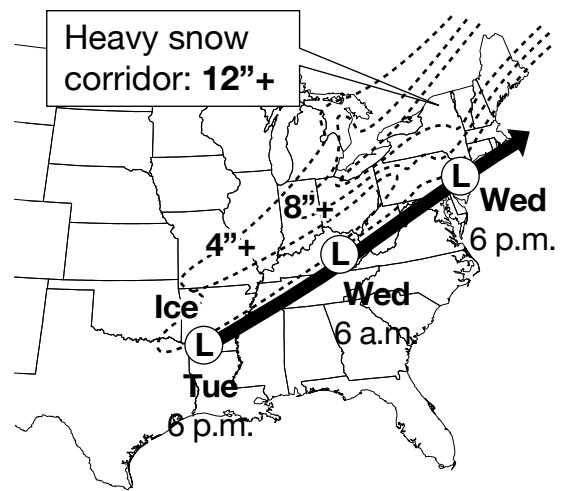 Heavy snow
corridor: 12”+
8”+
4”+
L
Wed
6 p.m.
L
Wed
6 a.m.
Ice
L
Tue
6 p.m.